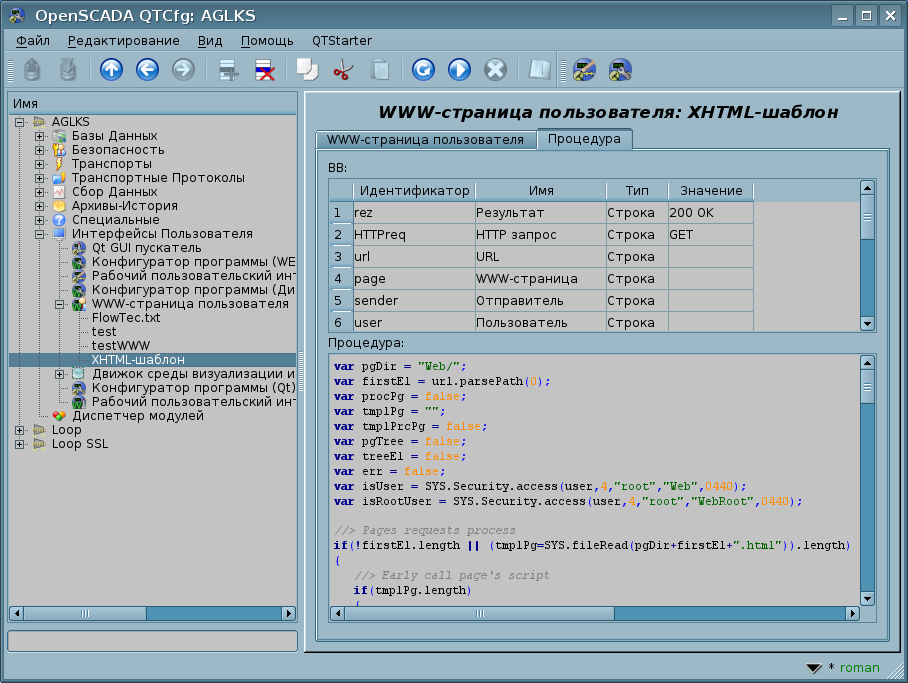 OpenSCADA QTCfg: AGLKS
Файл Редактирование Вид Помощь QTStarter
Имя
AGLKS
Базы Данных
Безопасность
Транспорты
Транспортные Протоколы
Сбор Данных
Архивы-История
Специальные
Интерфейсы Пользователя
Qt GUI пускатель
Конфигуратор программы (WE
Рабочий пользовательский инт
Конфигуратор программы (Ди
WWW-страница пользователя
FlowTec.txt
test
testWWW
XHTML-шаблон
Движок среды визуализации и
Конфигуратор программы (Qt)
Рабочий пользовательский инт
Диспетчер модулей
Loop
Loop SSL
WWW-страница пользователя: XHTML-шаблон
WWW-страница пользователя Процедура
ВВ:
Идентификатор Имя Тип Значение
1 rez Результат Строка 200 OK
2 HTTPreq HTTP запрос Строка GET
3 url URL Строка
4 page WWW-страница Строка
5 sender Отправитель Строка
6 user Пользователь Строка
Процедура:
var pgDir = "Web/";
var firstEl = url.parsePath(0);
var procPg = false;
var tmplPg = "";
var tmplPrcPg = false;
var pgTree = false;
var treeEl = false;
var err = false;
var isUser = SYS.Security.access(user,4,"root","Web",0440);
var isRootUser = SYS.Security.access(user,4,"root","WebRoot",0440);
//> Pages requests process
if(!firstEl.length || (tmplPg=SYS.fileRead(pgDir+firstEl+".html")).length)
{
//> Early call page's script
if(tmplPg.length)
{
* roman